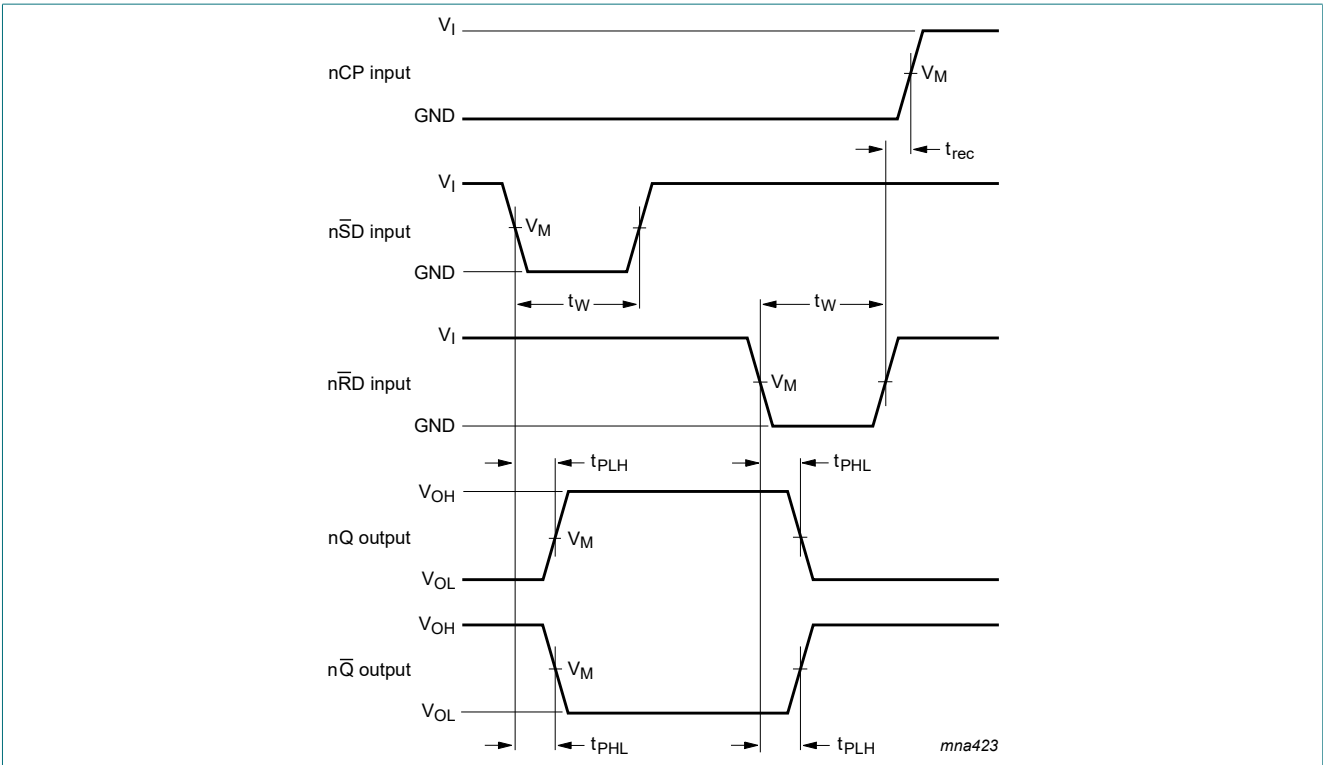 V_I
nCP input
V_M
GND
t_rec
V_I
nS̅D input
V_M
GND
t_W
t_W
V_I
nR̅D input
V_M
GND
t_PLH
t_PHL
V_OH
nQ output
V_M
V_OL
V_OH
nQ̅ output
V_M
V_OL
t_PHL
t_PLH
mna423